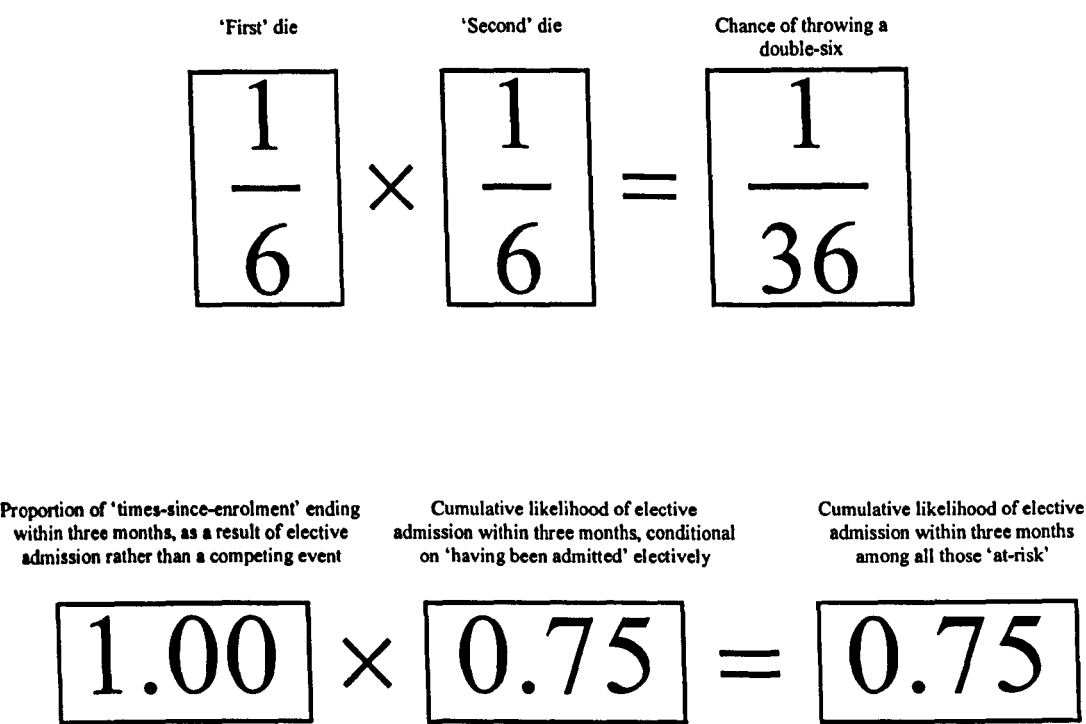 ‘First’ die
‘Second’ die
Chance of throwing a
double-six
1
6
×
1
6
=
1
36
Proportion of ‘times-since-enrolment’ ending
within three months, as a result of elective
admission rather than a competing event
Cumulative likelihood of elective
admission within three months, conditional
on ‘having been admitted’ electively
Cumulative likelihood of elective
admission within three months
among all those ‘at-risk’
1.00 × 0.75 = 0.75